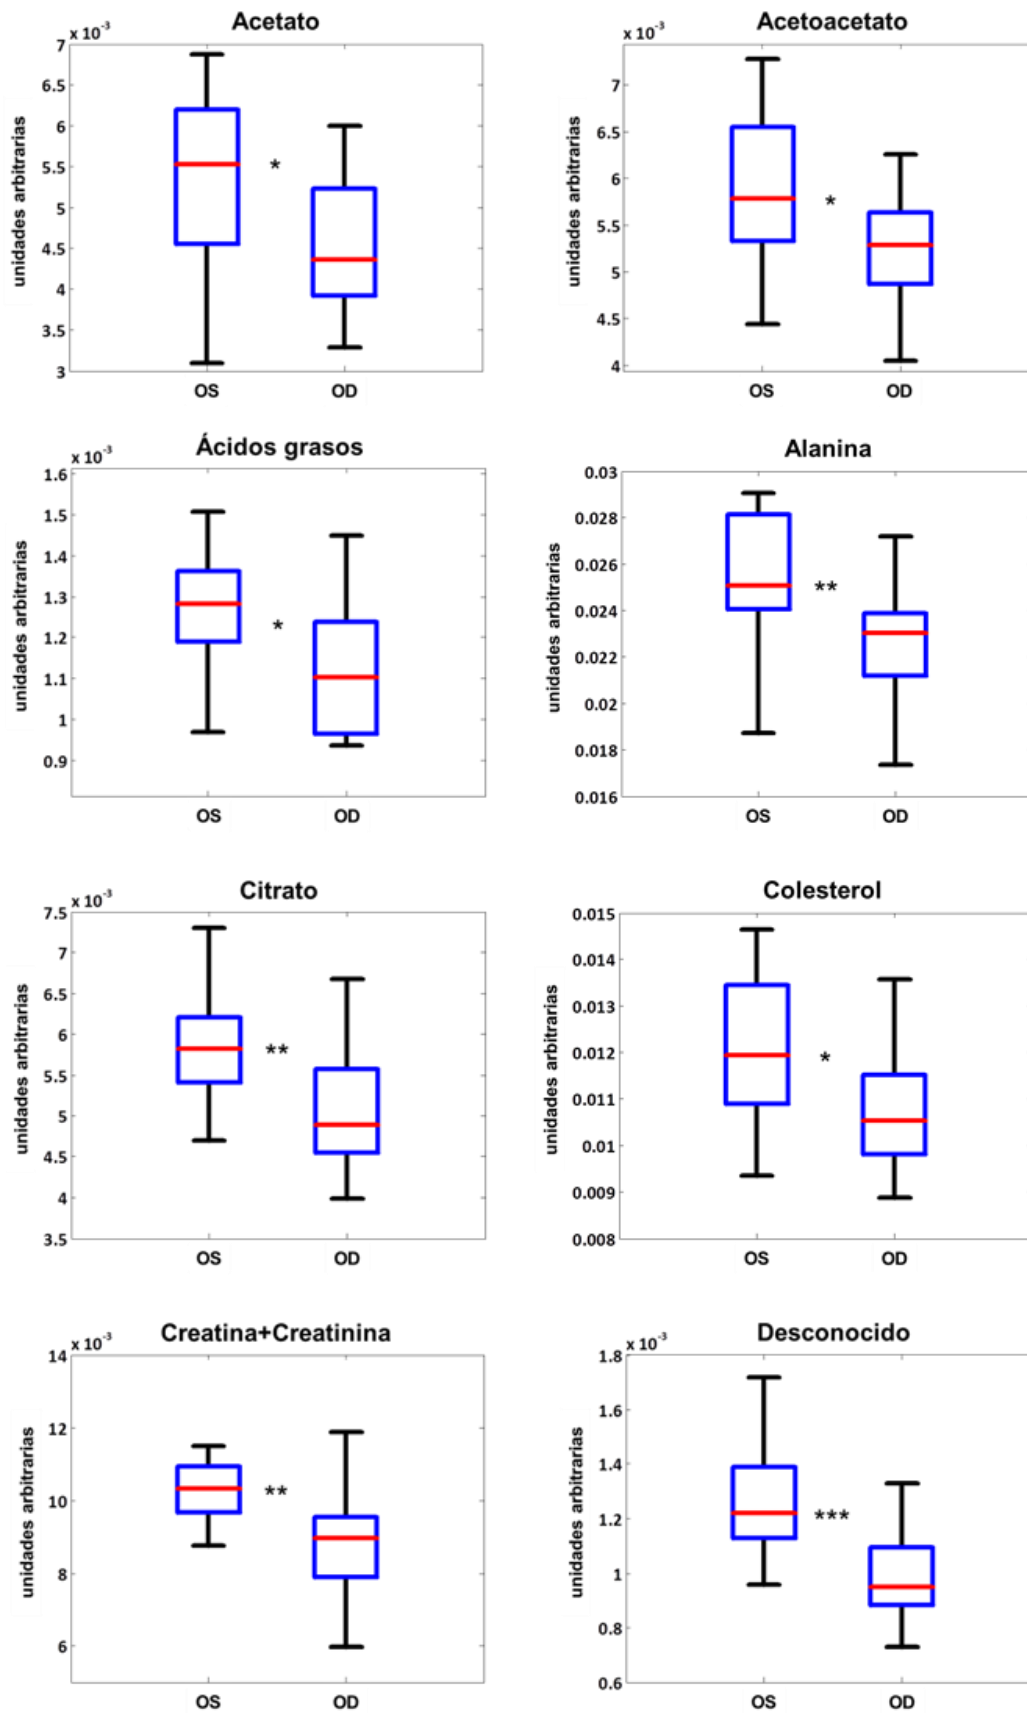 Acetato
x 10-3
7
6.5
6
5.5
5
4.5
4
3.5
3
unidades arbitrarias
*
OS OD
Acetoacetato
x 10-3
7
6.5
6
5.5
5
4.5
4
unidades arbitrarias
*
OS OD
Ácidos grasos
x 10-3
1.6
1.5
1.4
1.3
1.2
1.1
1
0.9
unidades arbitrarias
*
OS OD
Alanina
0.03
0.028
0.026
0.024
0.022
0.02
0.018
0.016
unidades arbitrarias
**
OS OD
Citrato
x 10-3
7.5
7
6.5
6
5.5
5
4.5
4
3.5
unidades arbitrarias
**
OS OD
Colesterol
0.015
0.014
0.013
0.012
0.011
0.01
0.009
0.008
unidades arbitrarias
*
OS OD
Creatina+Creatinina
x 10-3
14
12
10
8
6
unidades arbitrarias
**
OS OD
Desconocido
x 10-3
1.8
1.6
1.4
1.2
1
0.8
0.6
unidades arbitrarias
***
OS OD